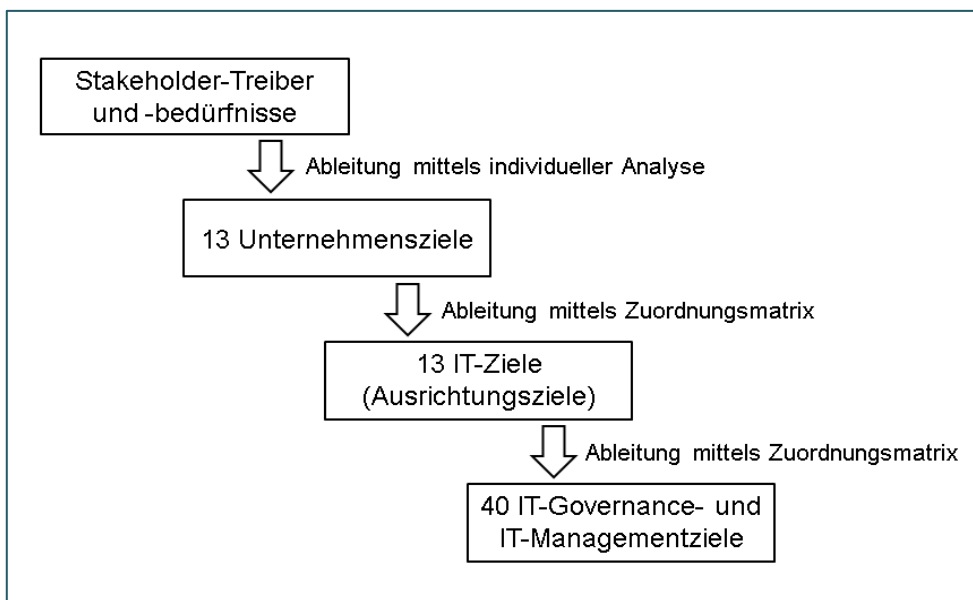 Stakeholder-Treiber
und -bedürfnisse
Ableitung mittels individueller Analyse
13 Unternehmensziele
Ableitung mittels Zuordnungsmatrix
13 IT-Ziele
(Ausrichtungsziele)
Ableitung mittels Zuordnungsmatrix
40 IT-Governance- und
IT-Managementziele